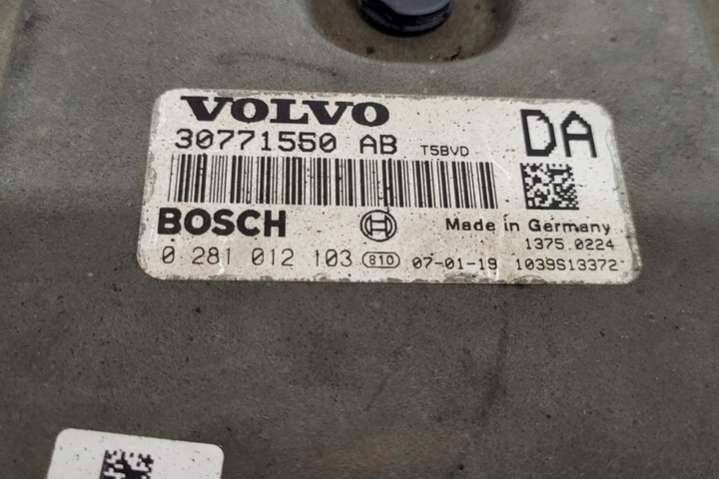 VOLVO
30771550 AB T5BVD
DA
BOSCH
Made in Germany
1375.0224
0 281 012 103 810 07-01-19 1039S13372